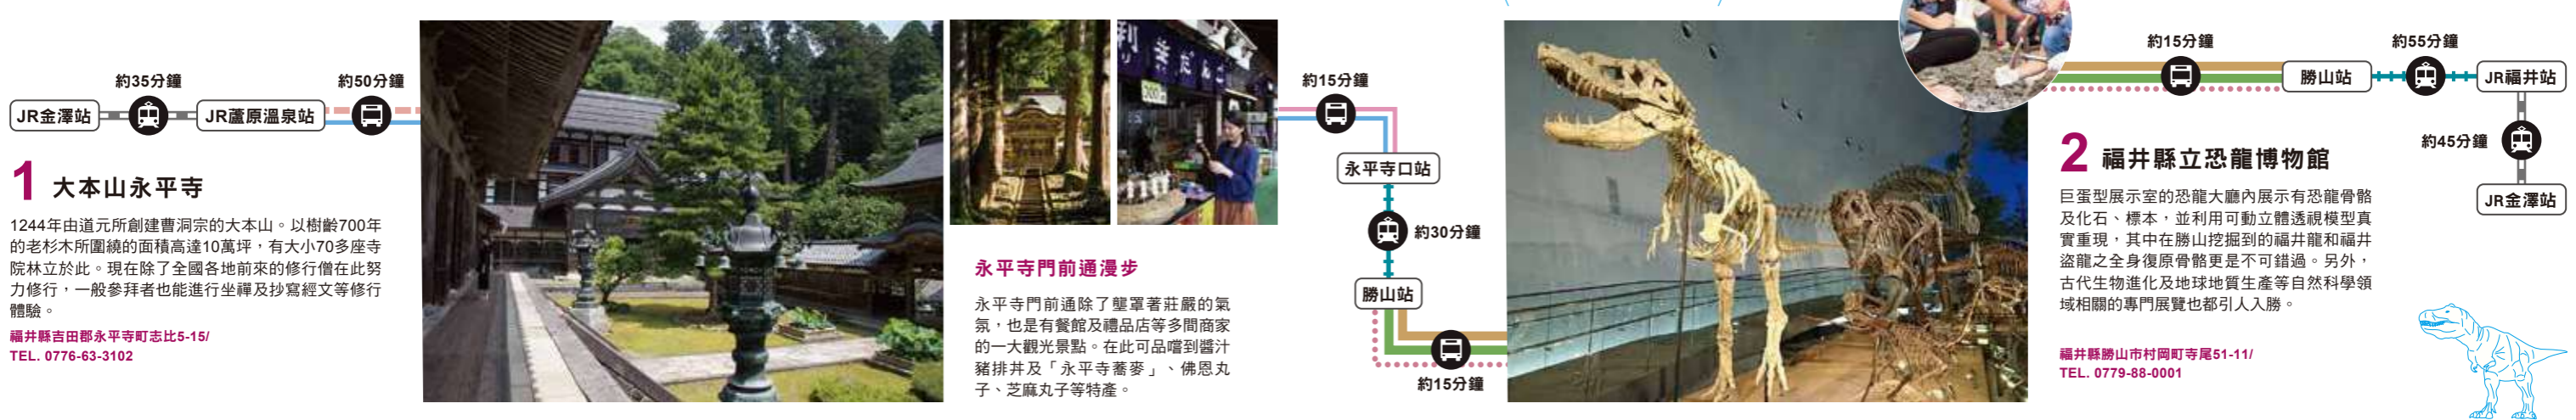 約35分鐘
約50分鐘
JR金澤站
JR蘆原溫泉站
1 大本山永平寺
1244年由道元所創建曹洞宗的大本山。以樹齡700年
的老杉木所圍繞的面積高達10萬坪，有大小70多座寺
院林立於此。現在除了全國各地前來的修行僧在此努
力修行，一般參拜者也能進行坐禪及抄寫經文等修行
體驗。
福井縣吉田郡永平寺町志比5-15/
TEL. 0776-63-3102
永平寺門前通漫步
永平寺門前通除了壟罩著莊嚴的氣
氛，也是有餐館及禮品店等多間商家
的一大觀光景點。在此可品嚐到醬汁
豬排丼及「永平寺蕎麥」、佛恩丸
子、芝麻丸子等特產。
約15分鐘
永平寺口站
約30分鐘
勝山站
約15分鐘
約15分鐘
約55分鐘
勝山站
JR福井站
約45分鐘
JR金澤站
2 福井縣立恐龍博物館
巨蛋型展示室的恐龍大廳內展示有恐龍骨骼
及化石、標本，並利用可動立體透視模型真
實重現，其中在勝山挖掘到的福井龍和福井
盜龍之全身復原骨骼更是不可錯過。另外，
古代生物進化及地球地質生產等自然科學領
域相關的專門展覽也都引人入勝。
福井縣勝山市村岡町寺尾51-11/
TEL. 0779-88-0001